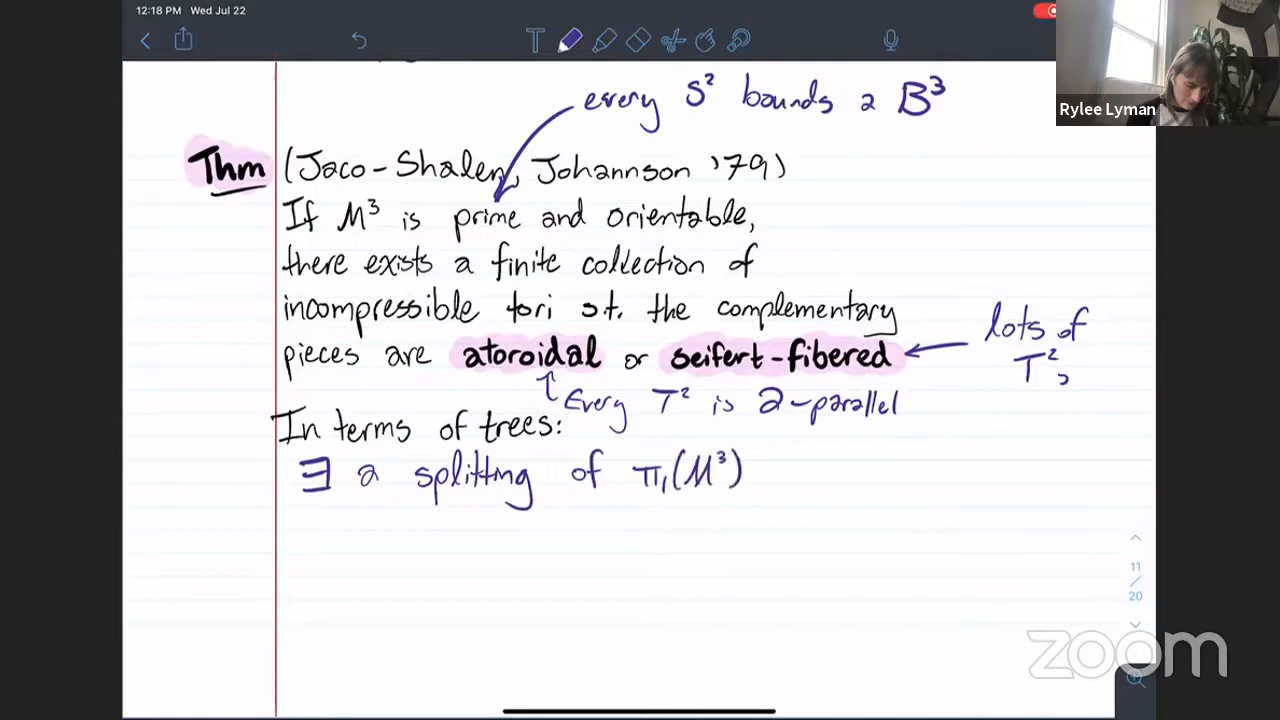 12:18 PM Wed Jul 22
Rylee Lyman
every S² bounds a B³
Thm (Jaco-Shalen, Johannson '79)
If M³ is prime and orientable,
there exists a finite collection of
incompressible tori st. the complementary
pieces are atoroidal or seifert-fibered
lots of
T²s
Every T² is ∂-parallel
In terms of trees:
∃ a splitting of π₁(M³)
11
/
20
zoom